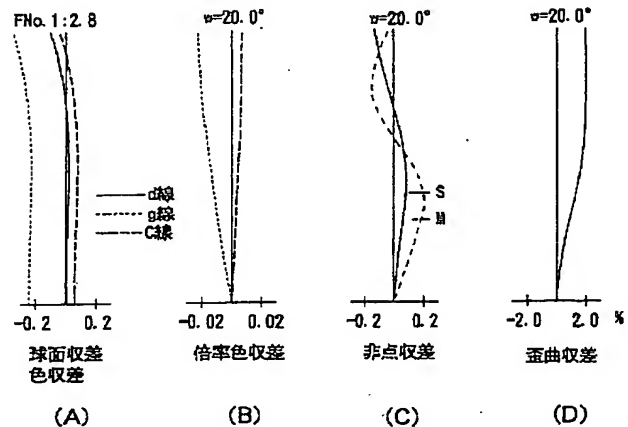 FNo.1:2.8
ω=20.0°
ω=20.0°
ω=20.0°
d線
g線
C線
S
M
-0.2 0.2
-0.02 0.02
-0.2 0.2
-2.0 2.0 %
球面収差
色収差
倍率色収差
非点収差
歪曲収差
(A)
(B)
(C)
(D)